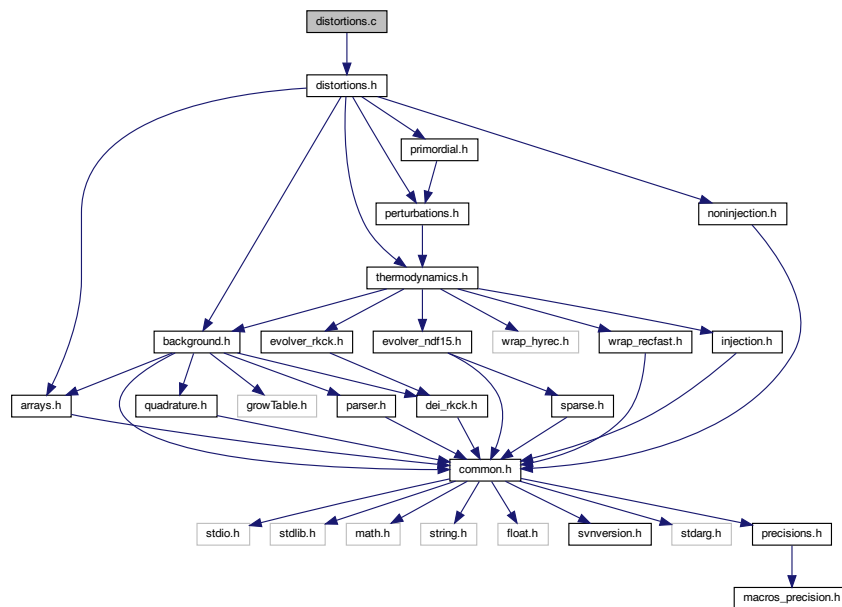 distortions.c
distortions.h
primordial.h
perturbations.h
noninjection.h
thermodynamics.h
background.h
evolver_rkck.h
evolver_ndf15.h
wrap_hyrec.h
wrap_recfast.h
injection.h
arrays.h
quadrature.h
growTable.h
parser.h
dei_rkck.h
sparse.h
common.h
stdio.h
stdlib.h
math.h
string.h
float.h
svnversion.h
stdarg.h
precisions.h
macros_precision.h